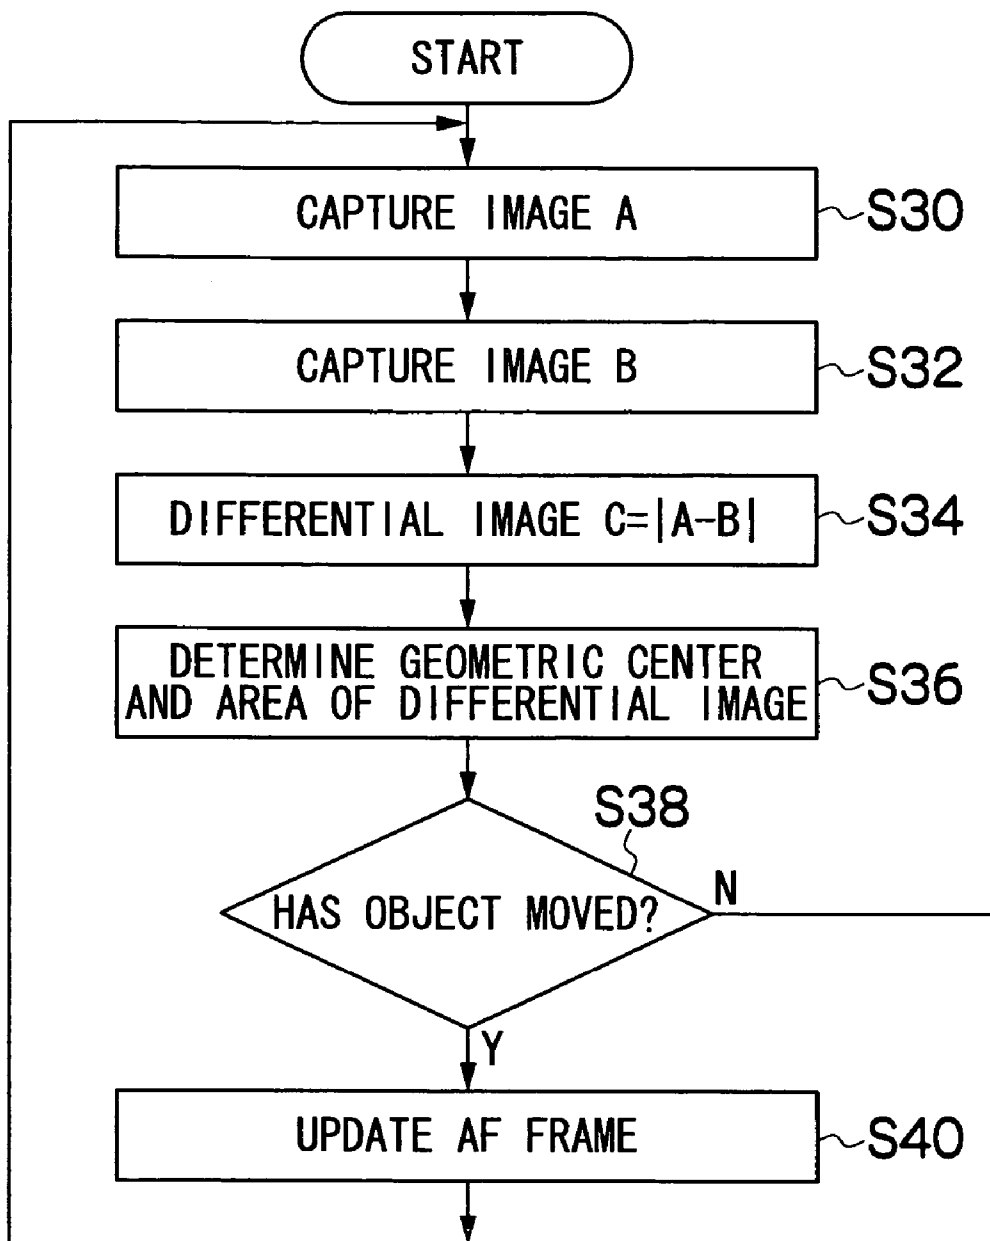 START
CAPTURE IMAGE A
S30
CAPTURE IMAGE B
S32
DIFFERENTIAL IMAGE C=|A-B|
S34
DETERMINE GEOMETRIC CENTER
AND AREA OF DIFFERENTIAL IMAGE
S36
S38
HAS OBJECT MOVED?
N
Y
UPDATE AF FRAME
S40